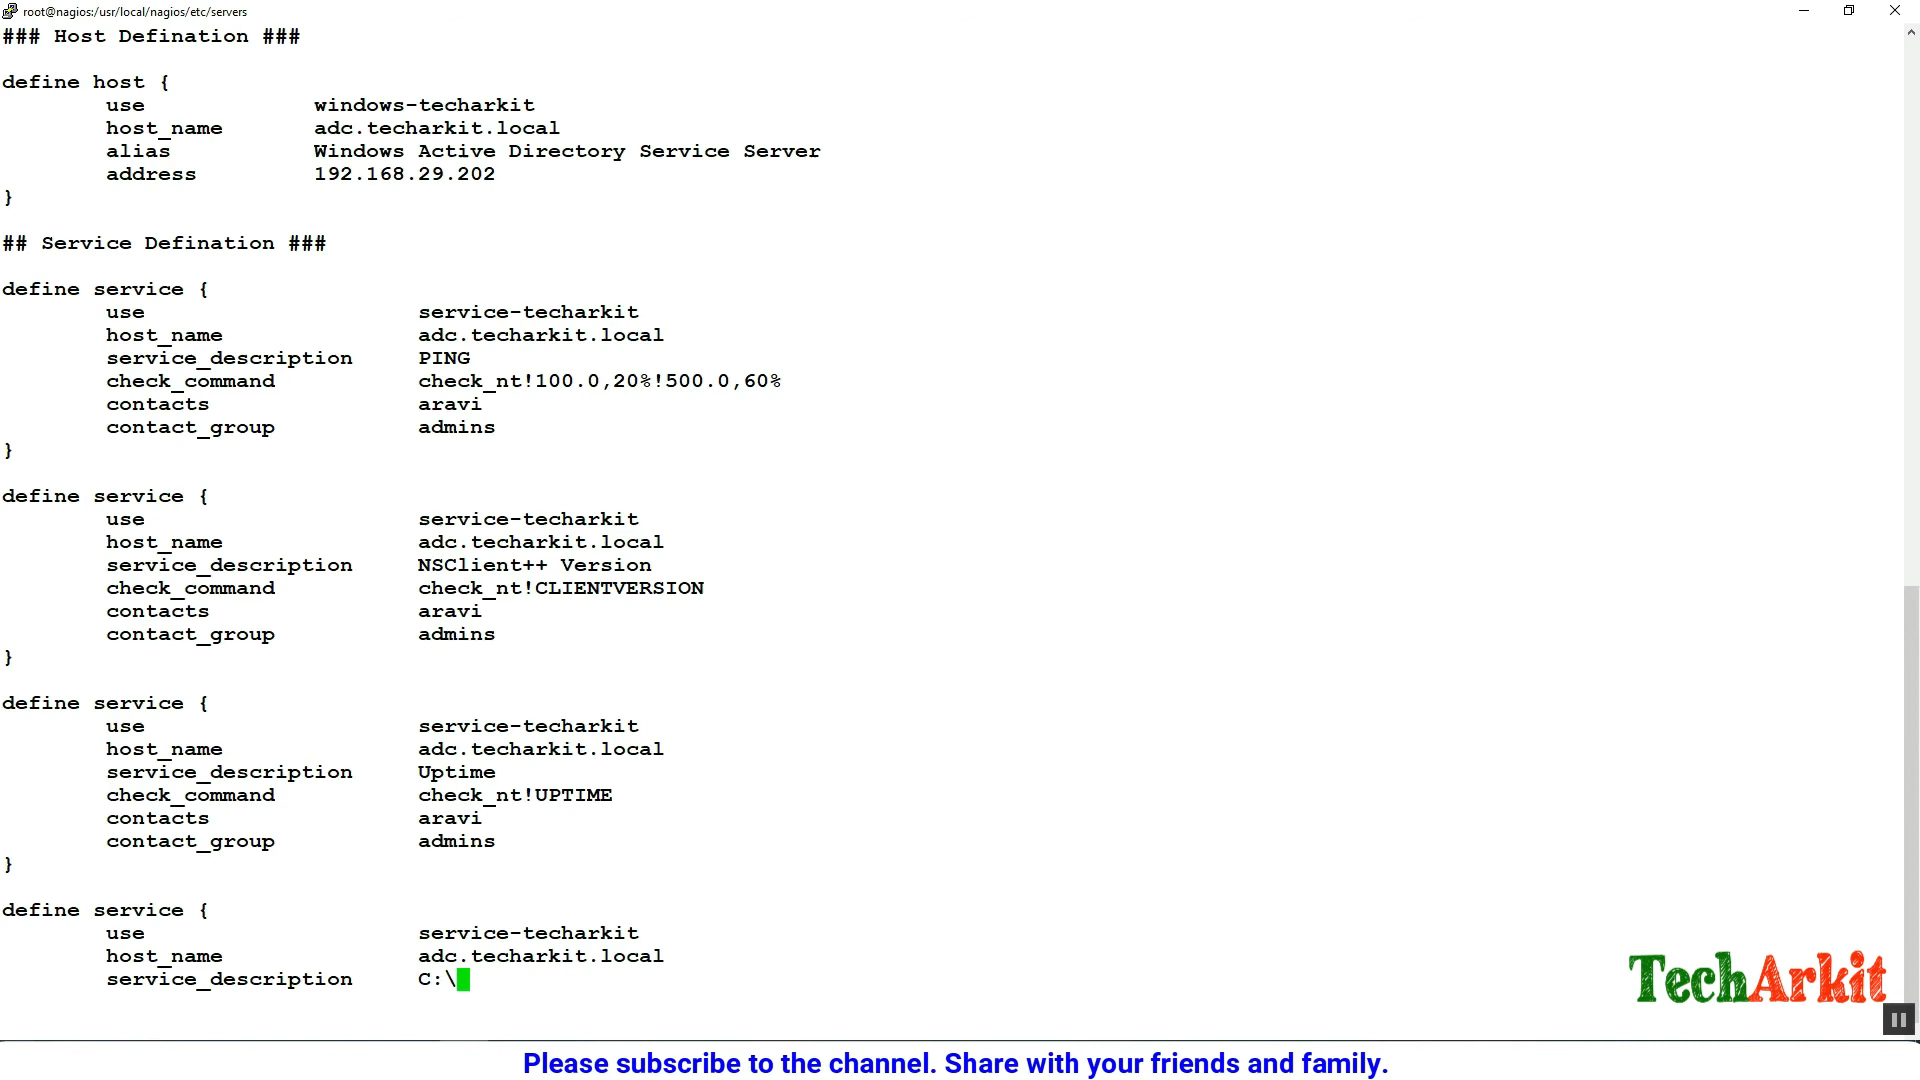 root@nagios:/usr/local/nagios/etc/servers
### Host Defination ###
define host {
use windows-techarkit
host_name adc.techarkit.local
alias Windows Active Directory Service Server
address 192.168.29.202
}
## Service Defination ###
define service {
use service-techarkit
host_name adc.techarkit.local
service_description PING
check_command check_nt!100.0,20%!500.0,60%
contacts aravi
contact_group admins
}
define service {
use service-techarkit
host_name adc.techarkit.local
service_description NSClient++ Version
check_command check_nt!CLIENTVERSION
contacts aravi
contact_group admins
}
define service {
use service-techarkit
host_name adc.techarkit.local
service_description Uptime
check_command check_nt!UPTIME
contacts aravi
contact_group admins
}
define service {
use service-techarkit
host_name adc.techarkit.local
service_description C:\
TechArkit
Please subscribe to the channel. Share with your friends and family.